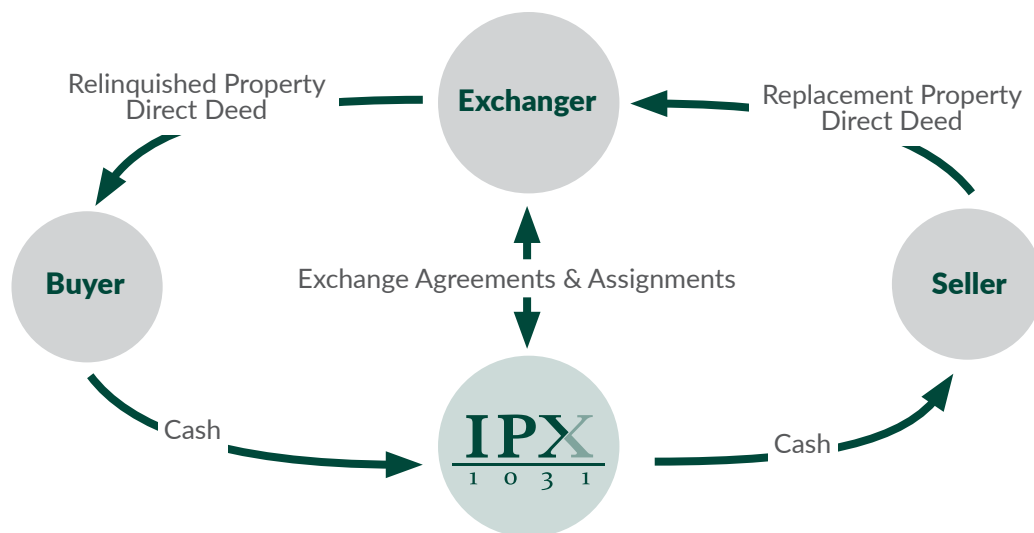 Relinquished Property
Direct Deed
Exchanger
Replacement Property
Direct Deed
Buyer
Exchange Agreements & Assignments
Seller
Cash
IPX
1031
Cash